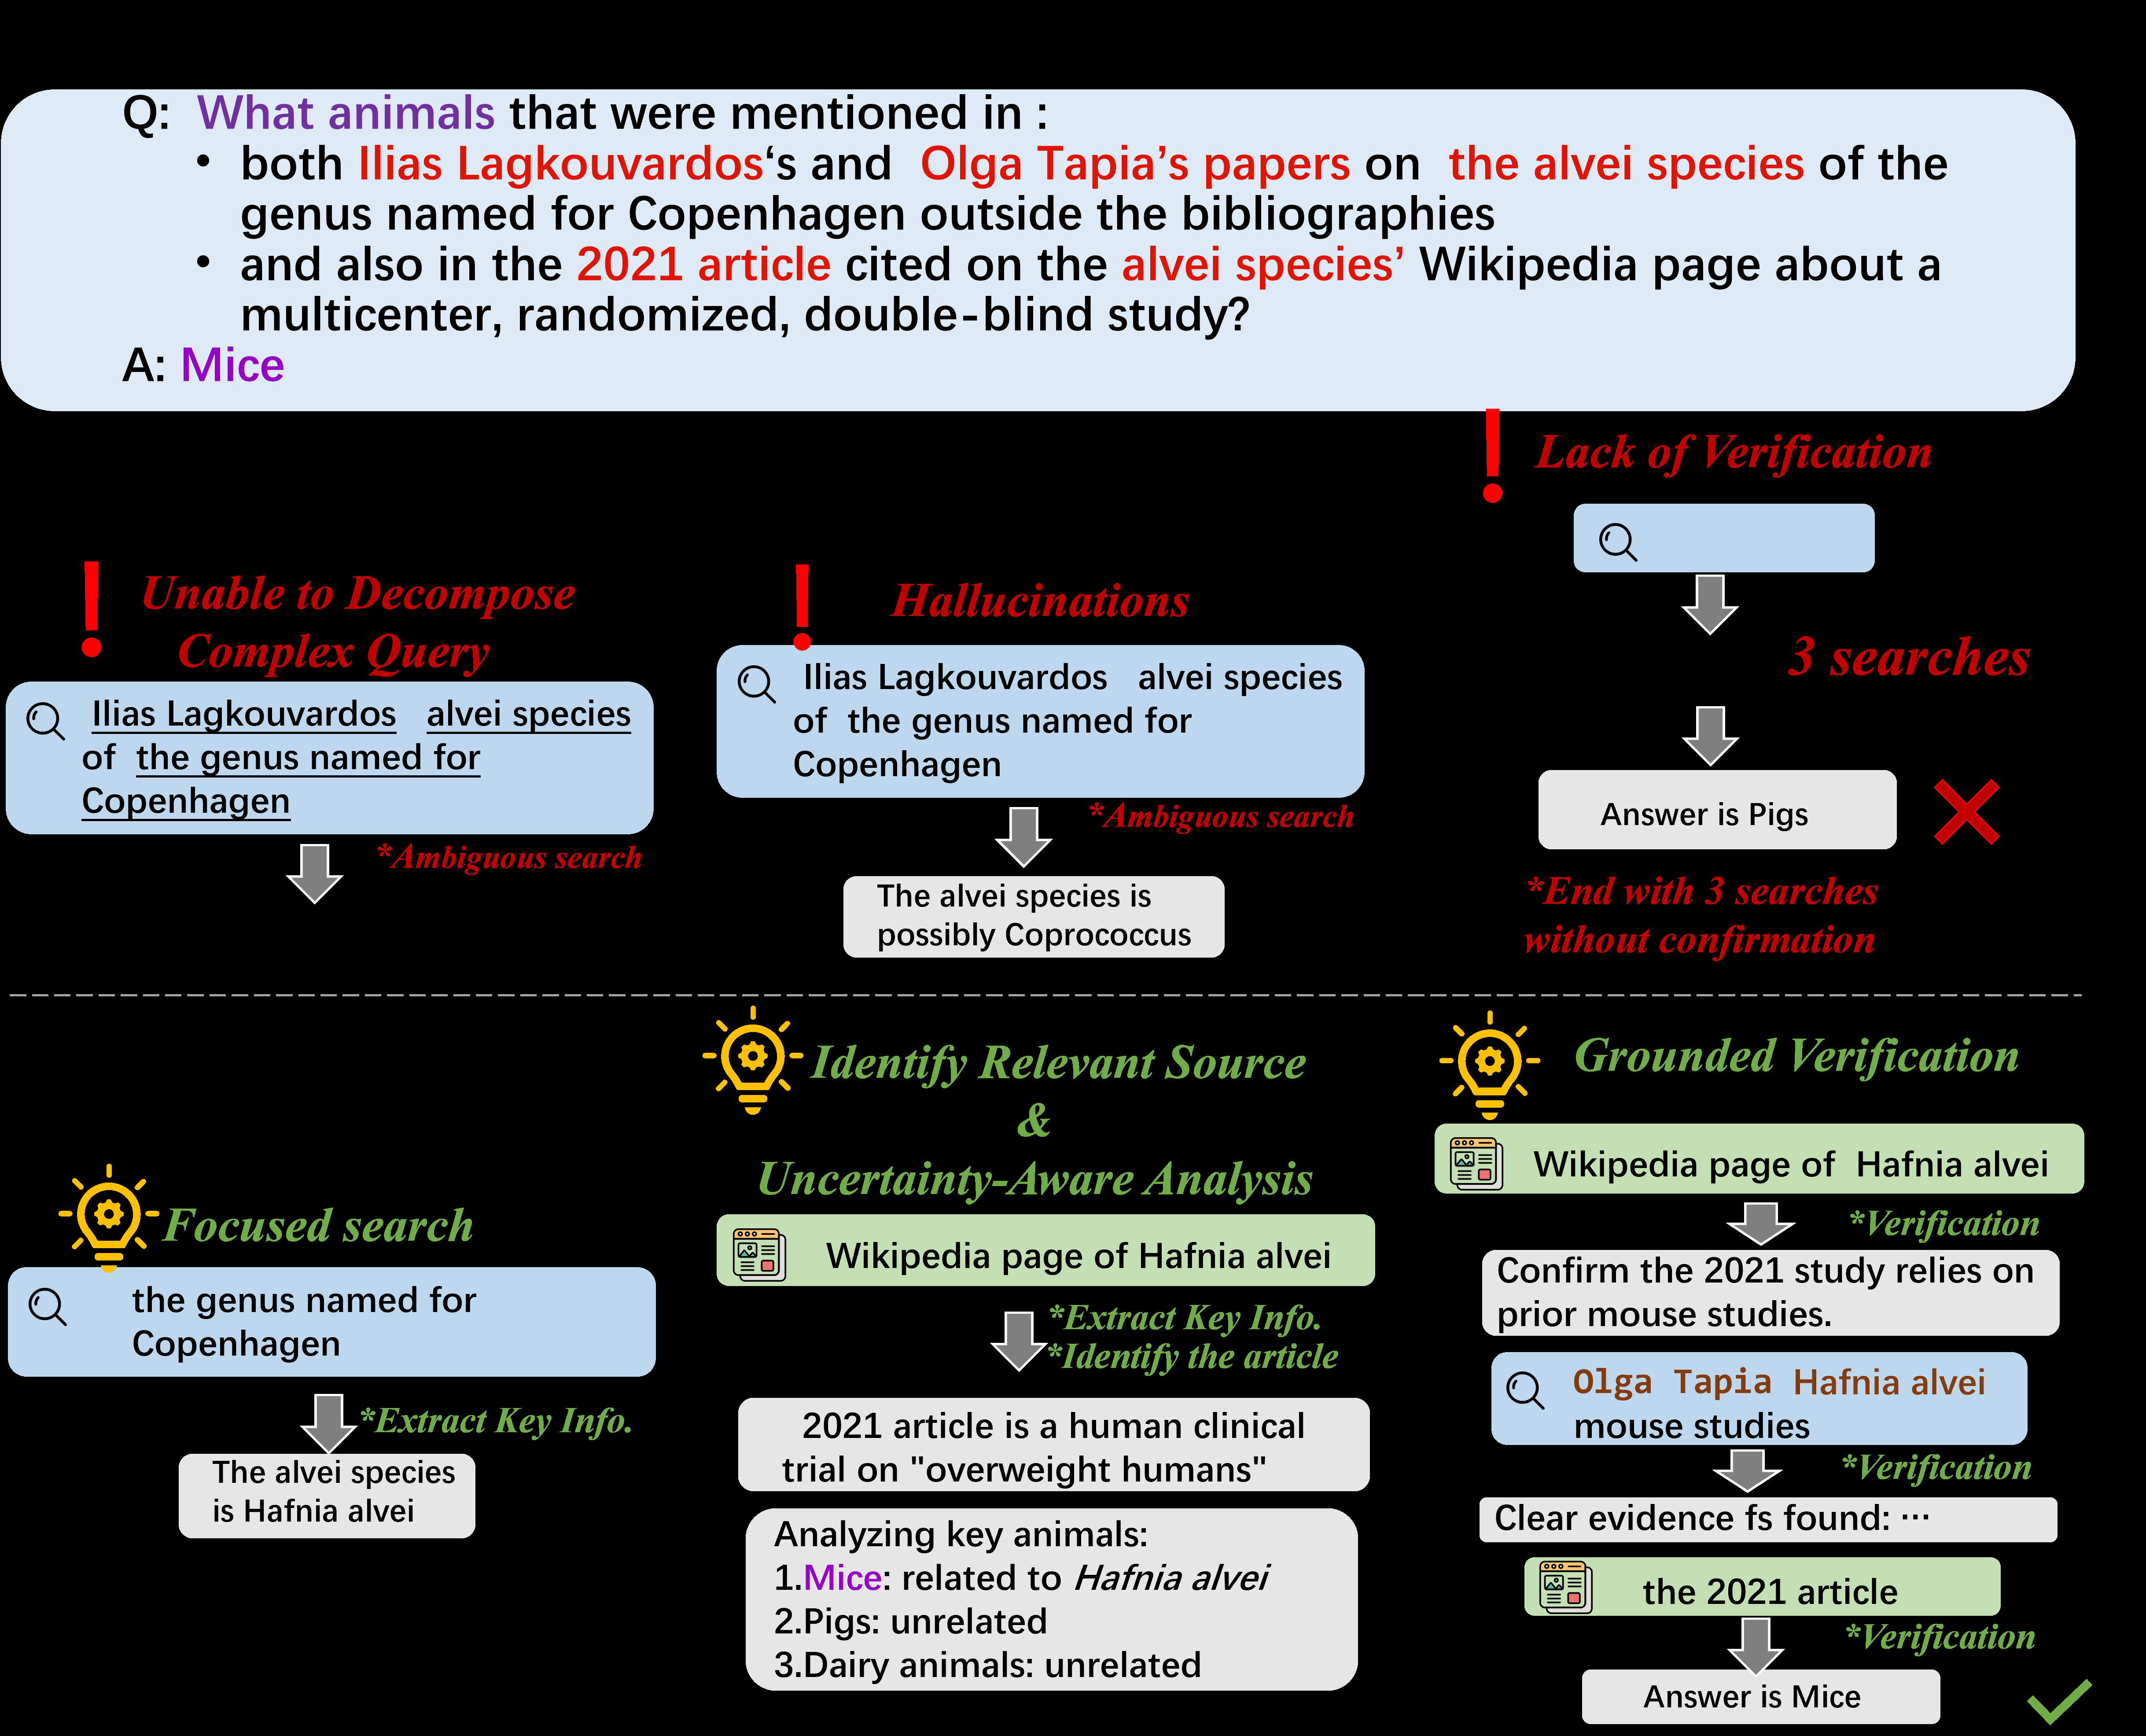 Q: What animals that were mentioned in :
• both Ilias Lagkouvardos‘s and Olga Tapia’s papers on the alvei species of the
genus named for Copenhagen outside the bibliographies
• and also in the 2021 article cited on the alvei species’ Wikipedia page about a
multicenter, randomized, double-blind study?
A: Mice
! Unable to Decompose
Complex Query
Ilias Lagkouvardos alvei species
of the genus named for
Copenhagen
*Ambiguous search
! Hallucinations
Ilias Lagkouvardos alvei species
of the genus named for
Copenhagen
*Ambiguous search
The alvei species is
possibly Coprococcus
! Lack of Verification
3 searches
Answer is Pigs
*End with 3 searches
without confirmation
Focused search
the genus named for
Copenhagen
*Extract Key Info.
The alvei species
is Hafnia alvei
Identify Relevant Source
&
Uncertainty-Aware Analysis
Wikipedia page of Hafnia alvei
*Extract Key Info.
*Identify the article
2021 article is a human clinical
trial on "overweight humans"
Analyzing key animals:
1.Mice: related to Hafnia alvei
2.Pigs: unrelated
3.Dairy animals: unrelated
Grounded Verification
Wikipedia page of Hafnia alvei
*Verification
Confirm the 2021 study relies on
prior mouse studies.
Olga Tapia Hafnia alvei
mouse studies
*Verification
Clear evidence fs found: ···
the 2021 article
*Verification
Answer is Mice